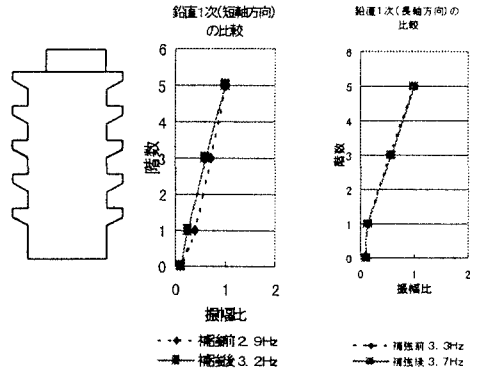 鉛直1次(短軸方向)
の比較
6
5
4
3
2
1
0
階数
0 1 2
振幅比
補強前2.9Hz
補強後3.2Hz
鉛直1次(長軸方向)の
比較
6
5
4
3
2
1
0
階数
0 1 2
振幅比
補強前3.3Hz
補強後3.7Hz